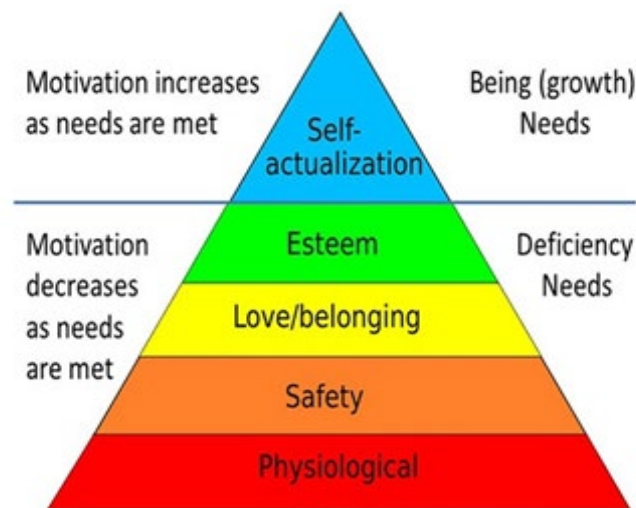 Motivation increases
as needs are met
Being (growth)
Needs
Self-
actualization
Motivation
decreases
as needs
are met
Esteem
Deficiency
Needs
Love/belonging
Safety
Physiological